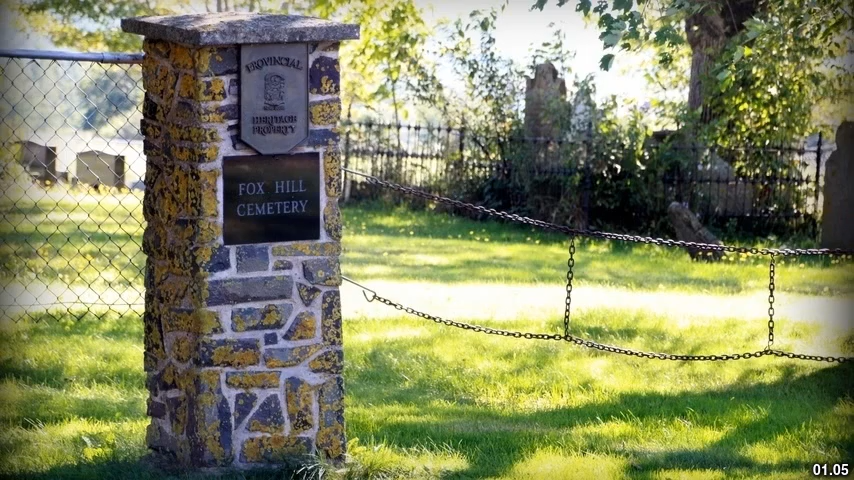 PROVINCIAL
HERITAGE
PROPERTY
FOX HILL
CEMETERY
01.05